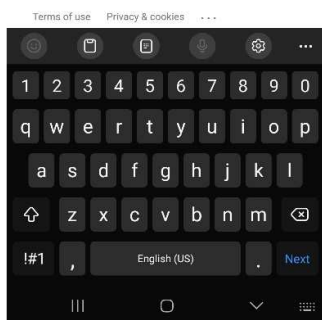 Terms of use Privacy & cookies ...
1 2 3 4 5 6 7 8 9 0
q w e r t y u i o p
a s d f g h j k l
z x c v b n m
!#1 , English (US) . Next